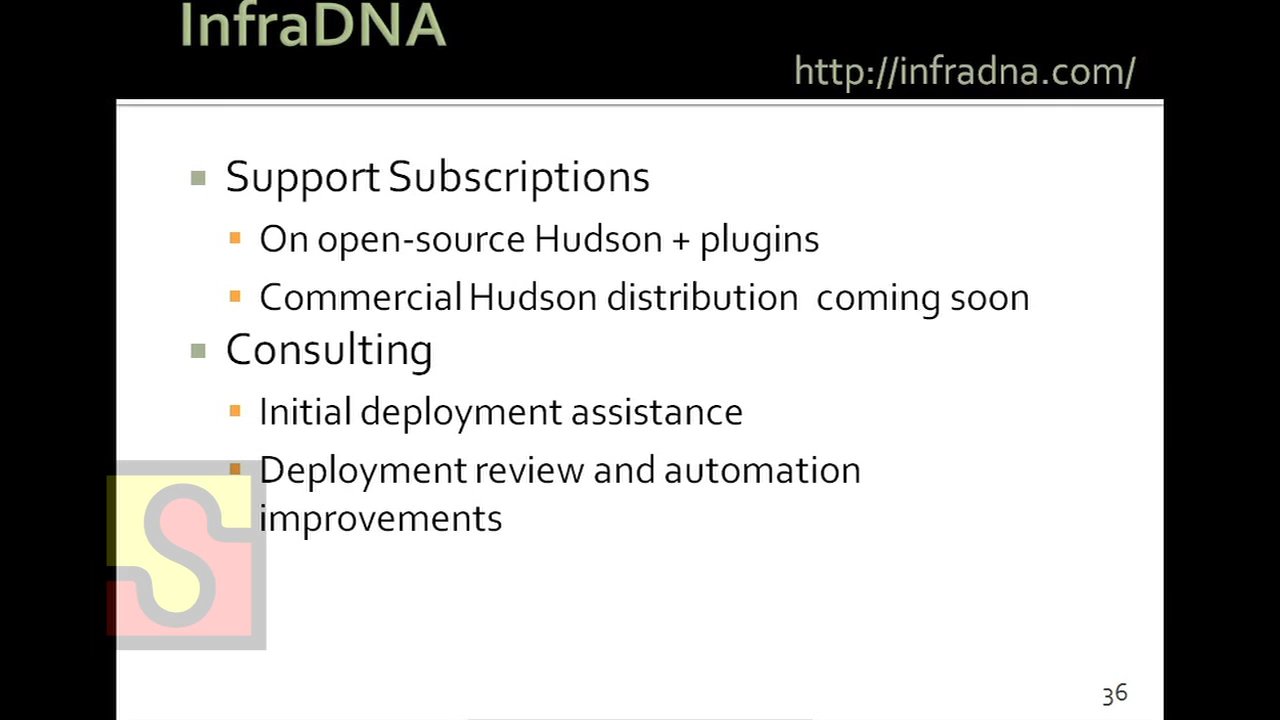 InfraDNA
http://infradna.com/
Support Subscriptions
On open-source Hudson + plugins
Commercial Hudson distribution coming soon
Consulting
Initial deployment assistance
Deployment review and automation
improvements
S
36